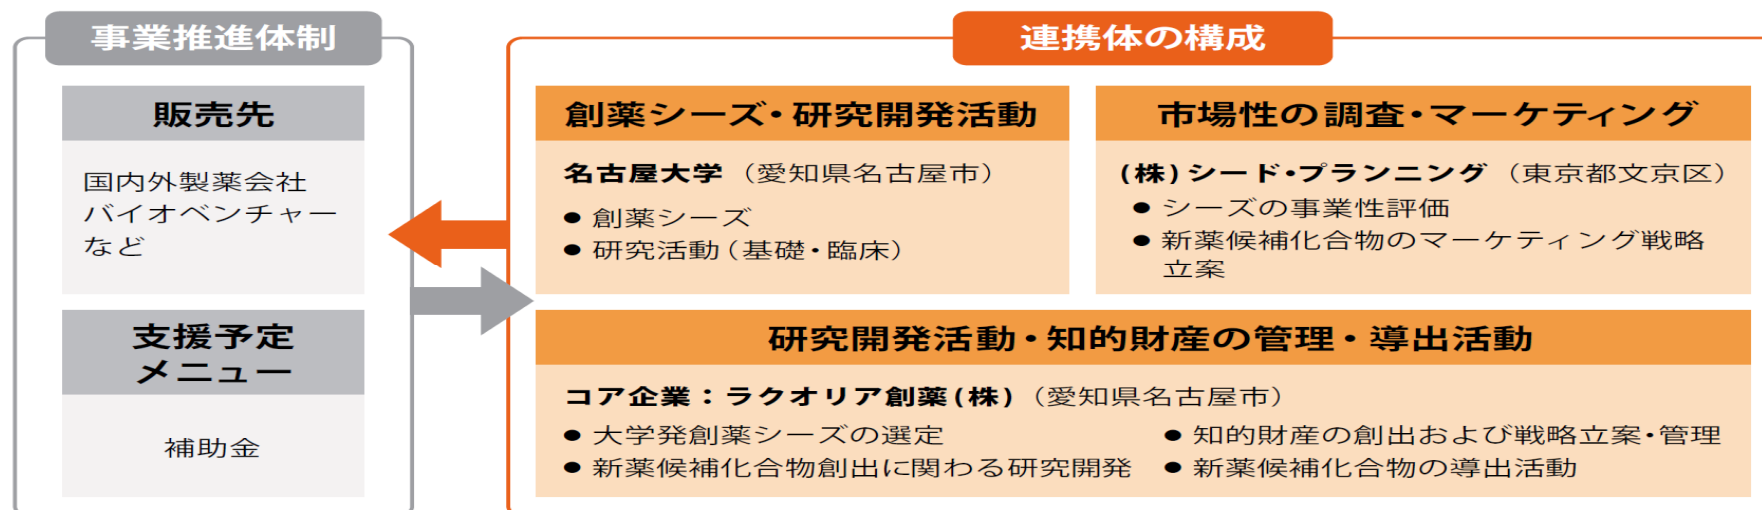 事業推進体制
販売先
国内外製薬会社
バイオベンチャー
など
支援予定
メニュー
補助金
連携体の構成
創薬シーズ・研究開発活動
名古屋大学（愛知県名古屋市）
● 創薬シーズ
● 研究活動（基礎・臨床）
市場性の調査・マーケティング
(株)シード・プランニング（東京都文京区）
● シーズの事業性評価
● 新薬候補化合物のマーケティング戦略
立案
研究開発活動・知的財産の管理・導出活動
コア企業：ラクオリア創薬(株)（愛知県名古屋市）
● 大学発創薬シーズの選定
● 新薬候補化合物創出に関わる研究開発
● 知的財産の創出および戦略立案・管理
● 新薬候補化合物の導出活動